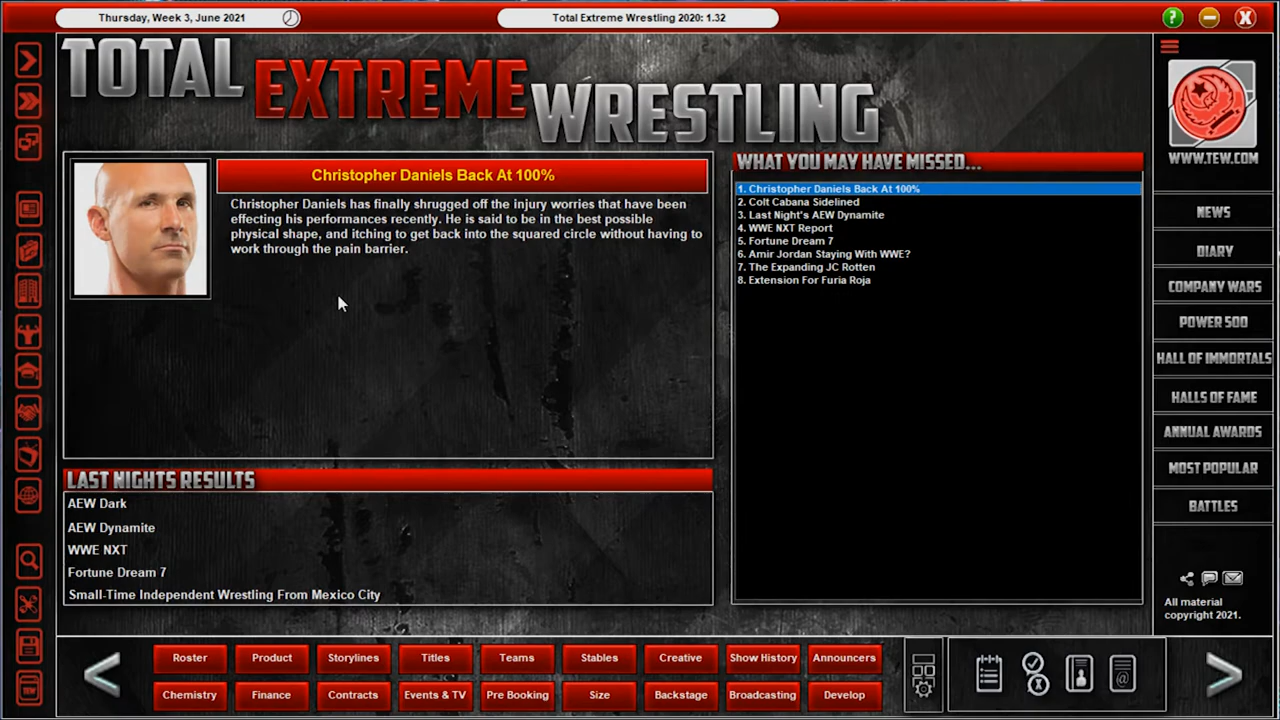 Thursday, Week 3, June 2021
Total Extreme Wrestling 2020: 1.32
?
X
TOTAL EXTREME WRESTLING
WWW.TEW.COM
Christopher Daniels Back At 100%
Christopher Daniels has finally shrugged off the injury worries that have been
effecting his performances recently. He is said to be in the best possible
physical shape, and itching to get back into the squared circle without having to
work through the pain barrier.
WHAT YOU MAY HAVE MISSED...
1. Christopher Daniels Back At 100%
2. Colt Cabana Sidelined
3. Last Night's AEW Dynamite
4. WWE NXT Report
5. Fortune Dream 7
6. Amir Jordan Staying With WWE?
7. The Expanding JC Rotten
8. Extension For Furia Roja
LAST NIGHTS RESULTS
AEW Dark
AEW Dynamite
WWE NXT
Fortune Dream 7
Small-Time Independent Wrestling From Mexico City
NEWS
DIARY
COMPANY WARS
POWER 500
HALL OF IMMORTALS
HALLS OF FAME
ANNUAL AWARDS
MOST POPULAR
BATTLES
All material
copyright 2021.
Roster
Product
Storylines
Titles
Teams
Stables
Creative
Show History
Announcers
Chemistry
Finance
Contracts
Events & TV
Pre Booking
Size
Backstage
Broadcasting
Develop
TEW